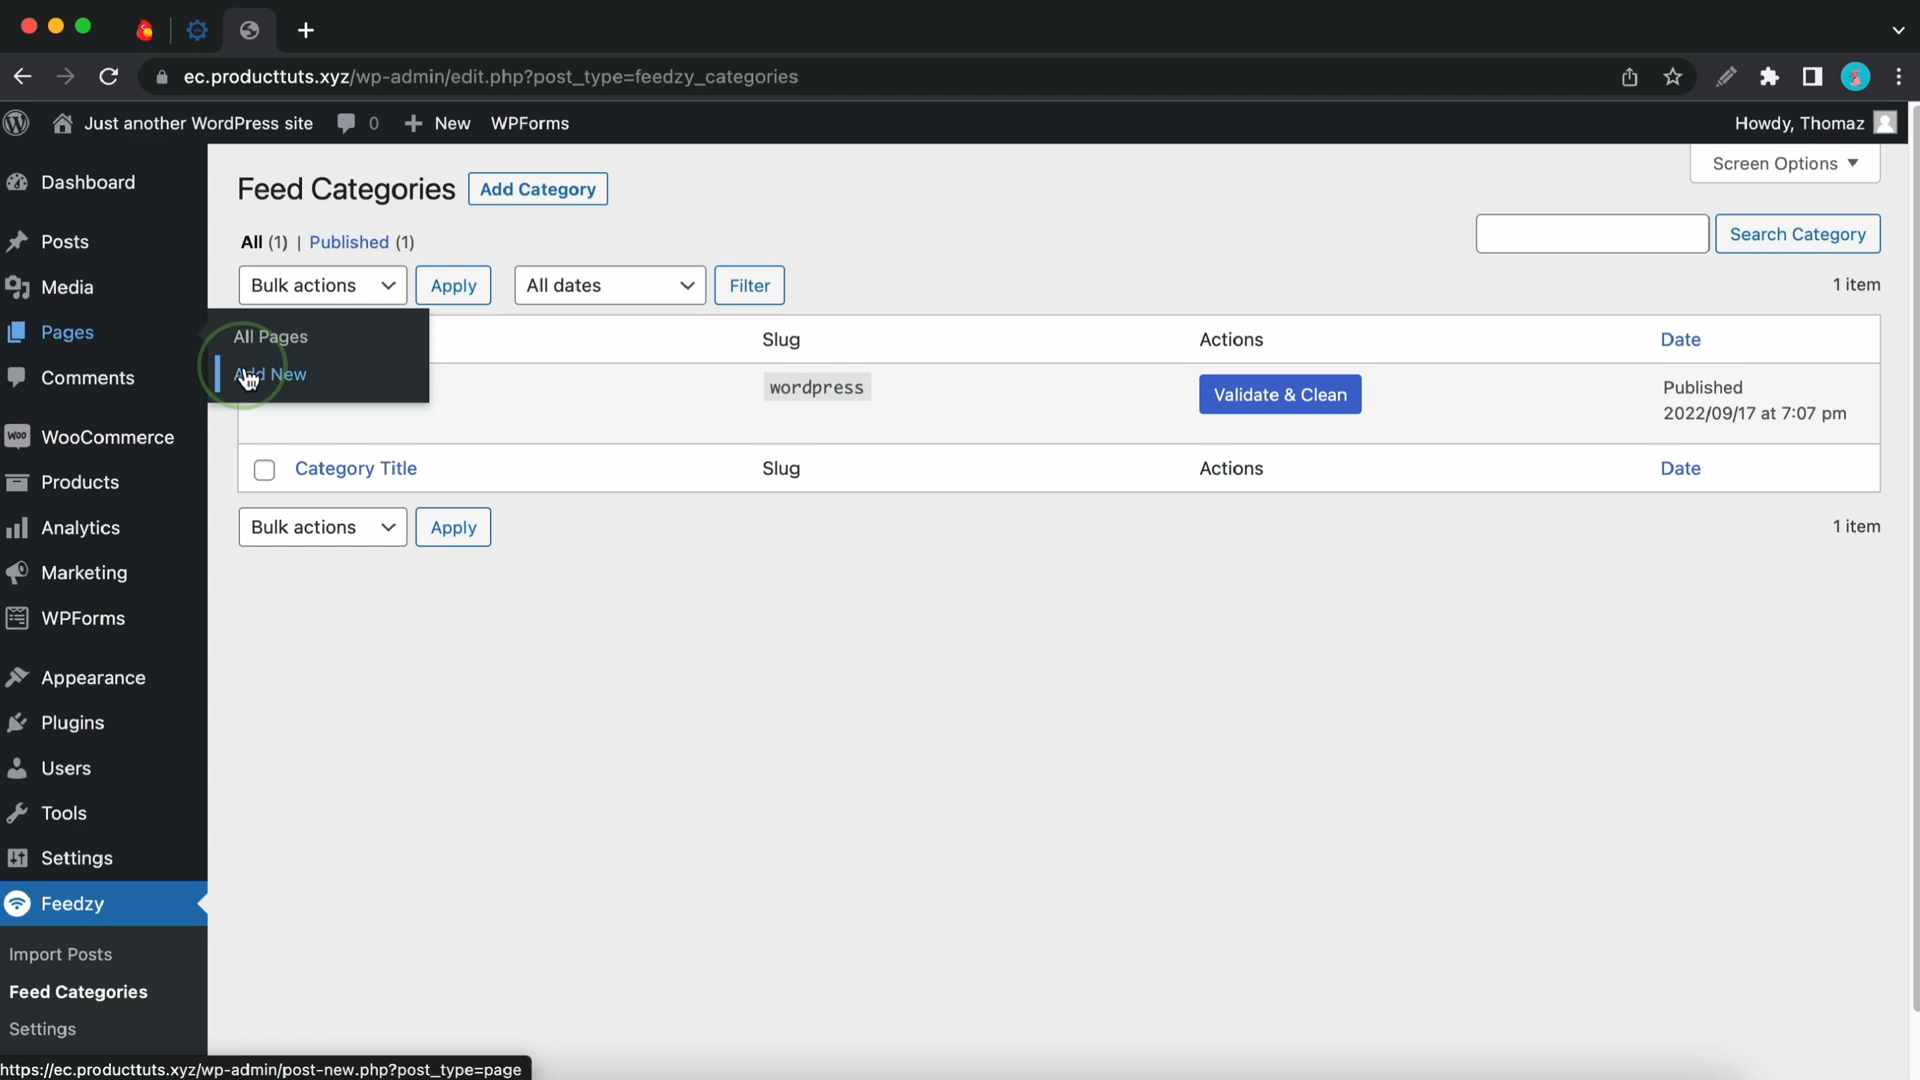 ec.producttuts.xyz/wp-admin/edit.php?post_type=feedzy_categories
Just another WordPress site 0 New WPForms Howdy, Thomaz
Screen Options
Dashboard
Posts
Media
Pages
Comments
WooCommerce
Products
Analytics
Marketing
WPForms
Appearance
Plugins
Users
Tools
Settings
Feedzy
Import Posts
Feed Categories
Settings
All Pages
Add New
Feed Categories Add Category
All (1) | Published (1)
Search Category
Bulk actions Apply All dates Filter 1 item
Slug Actions Date
wordpress Validate & Clean Published
2022/09/17 at 7:07 pm
Category Title Slug Actions Date
Bulk actions Apply 1 item
https://ec.producttuts.xyz/wp-admin/post-new.php?post_type=page